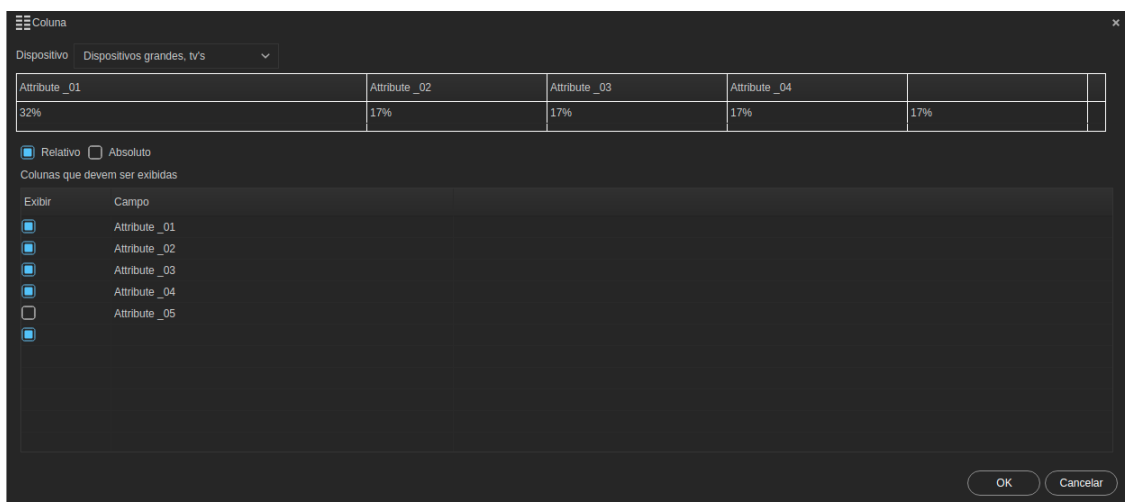 Coluna ×
Dispositivo Dispositivos grandes, tv's
Attribute _01 Attribute _02 Attribute _03 Attribute _04
32% 17% 17% 17% 17%
Relativo Absoluto
Colunas que devem ser exibidas
Exibir Campo
Attribute _01
Attribute _02
Attribute _03
Attribute _04
Attribute _05
OK Cancelar